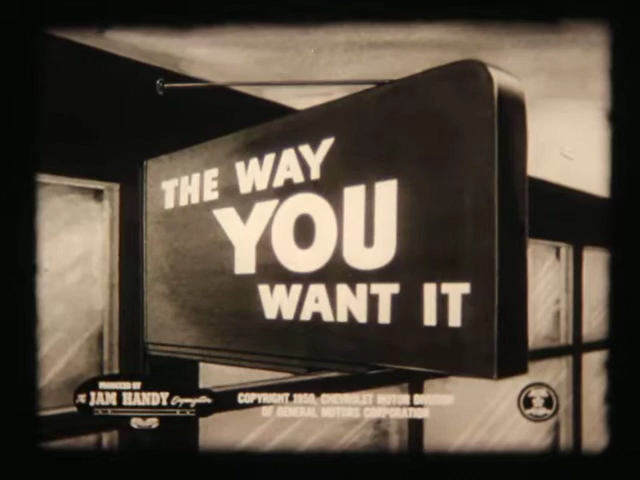 THE WAY
YOU
WANT IT
PRODUCED BY
The JAM HANDY Organization
COPYRIGHT 1950, CHEVROLET MOTOR DIVISION
OF GENERAL MOTORS CORPORATION